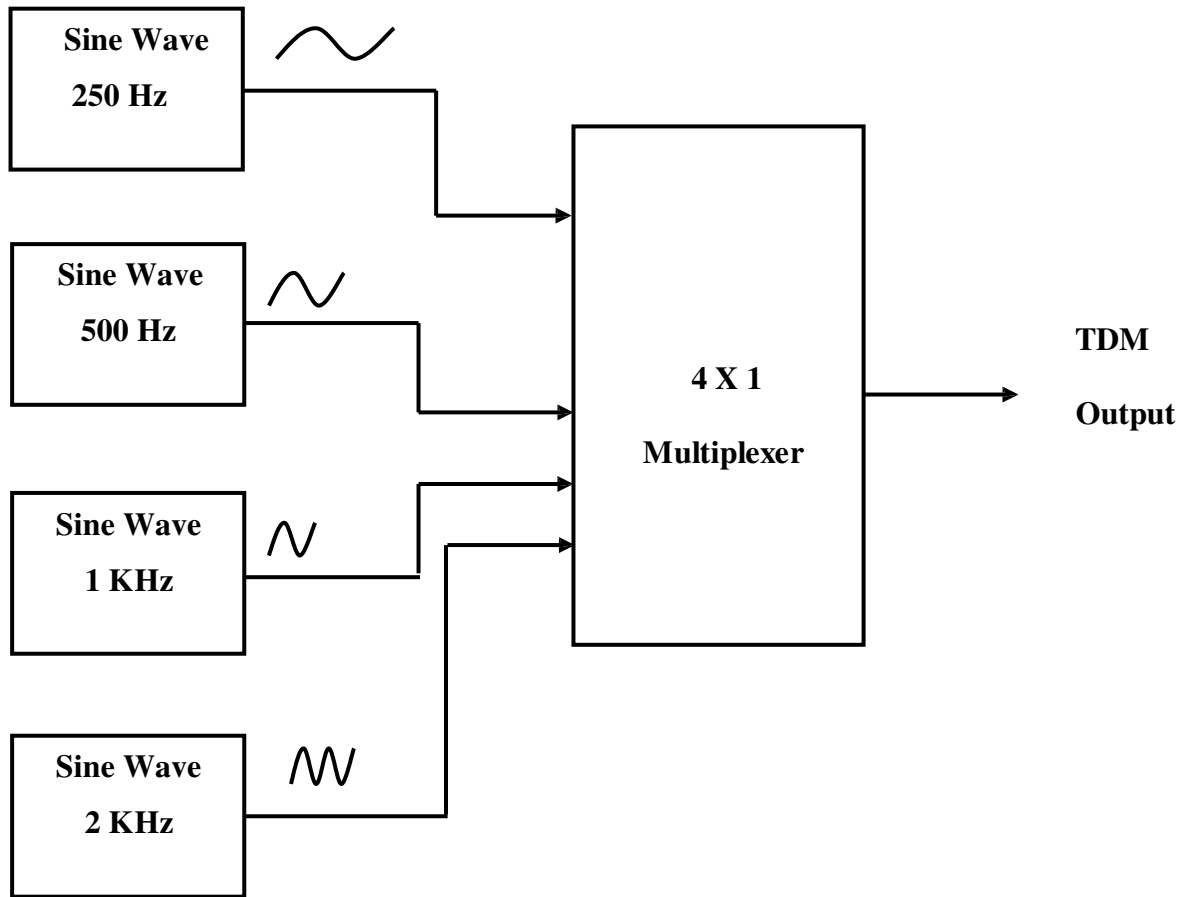 Sine Wave
250 Hz
Sine Wave
500 Hz
Sine Wave
1 KHz
Sine Wave
2 KHz
4 X 1
Multiplexer
TDM
Output